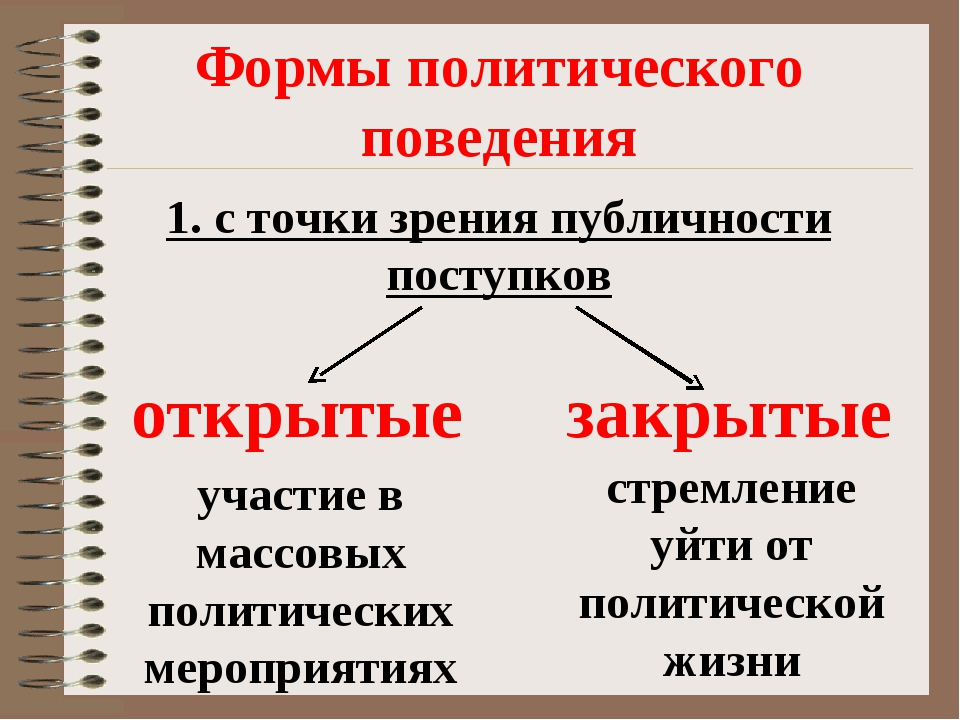 Формы политического
поведения
1. с точки зрения публичности
поступков
открытые
участие в
массовых
политических
мероприятиях
закрытые
стремление
уйти от
политической
жизни